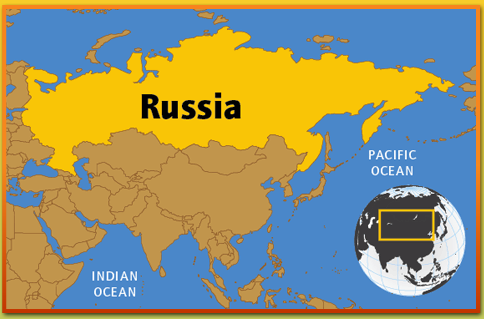 Russia
PACIFIC
OCEAN
INDIAN
OCEAN